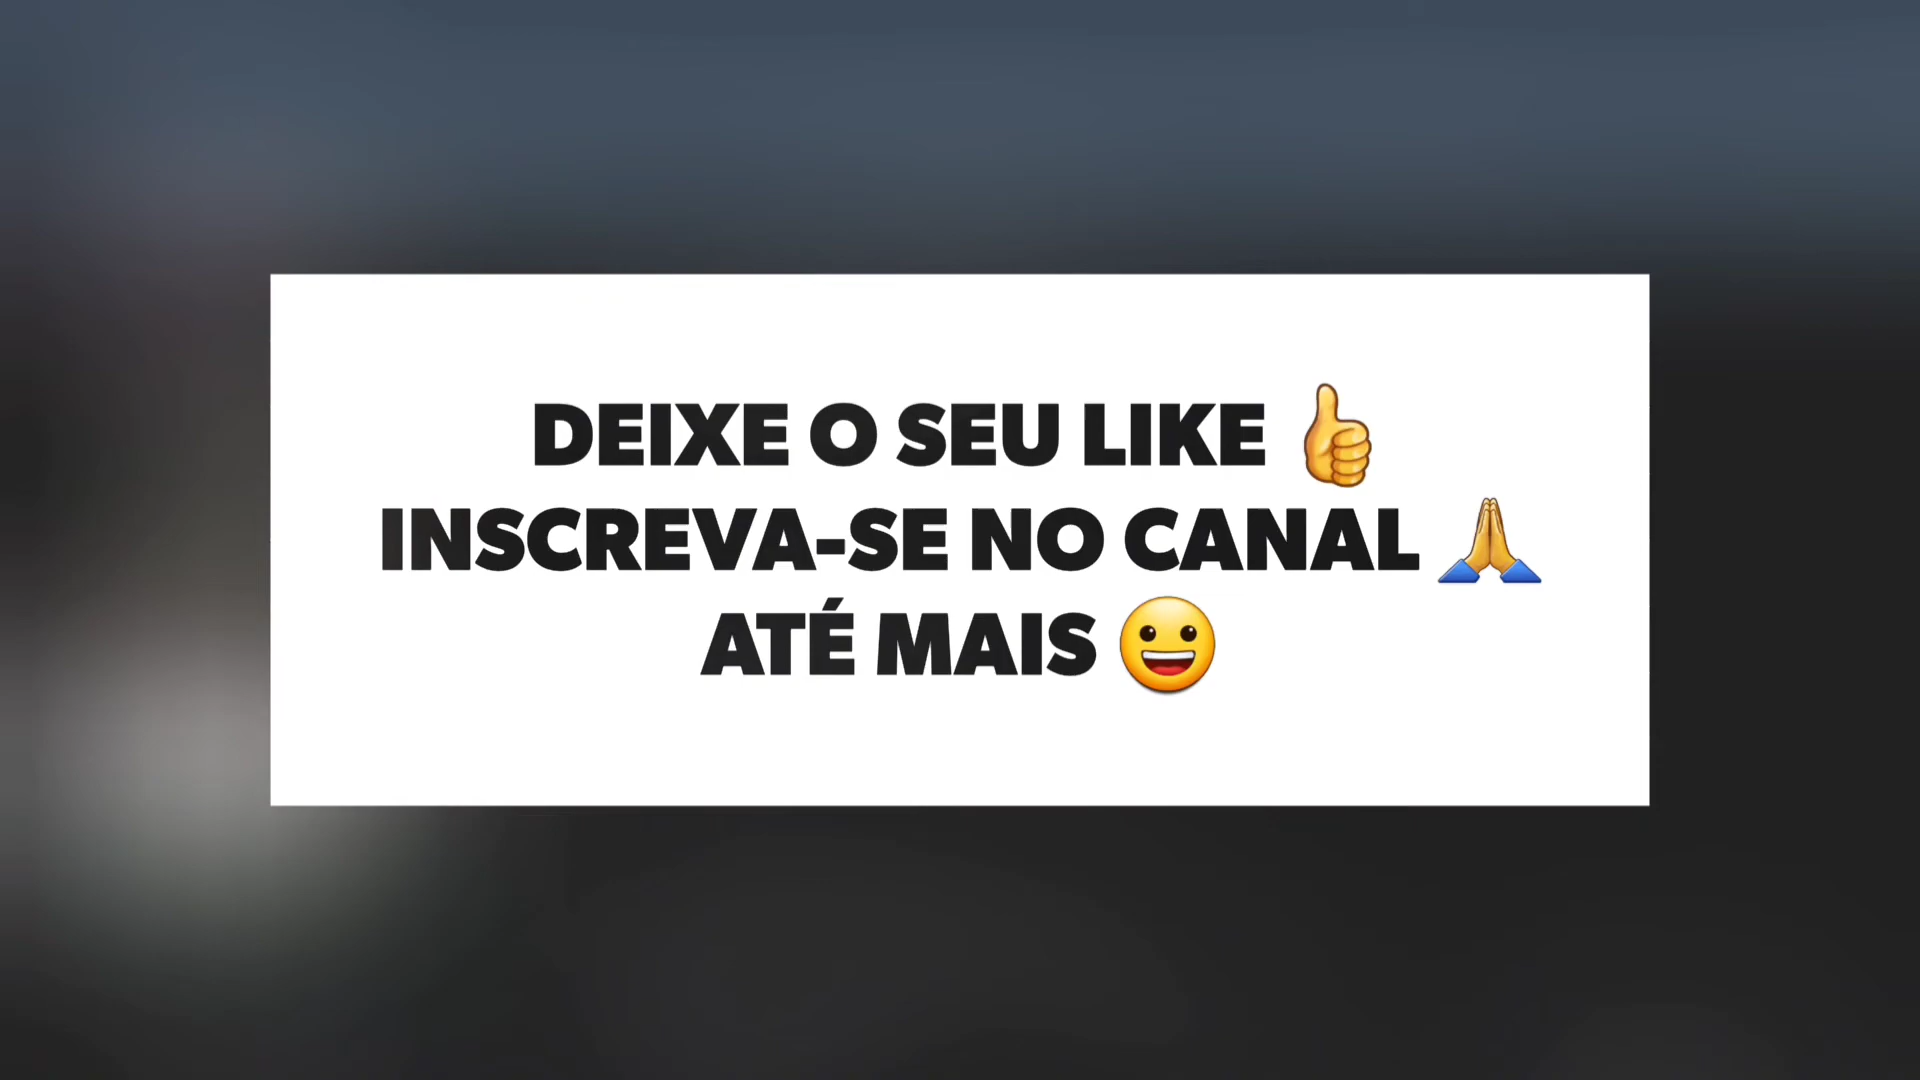 DEIXE O SEU LIKE 👍
INSCREVA-SE NO CANAL 🙏
ATÉ MAIS 😀